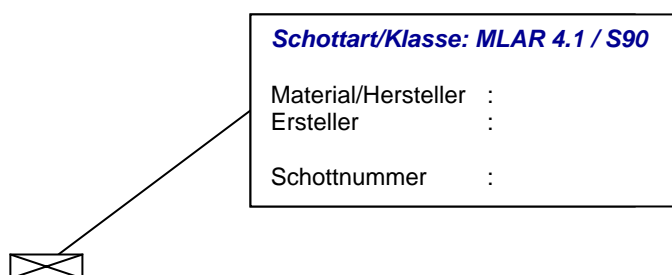 Schottart/Klasse: MLAR 4.1 / S90
Material/Hersteller :
Ersteller :
Schottnummer :